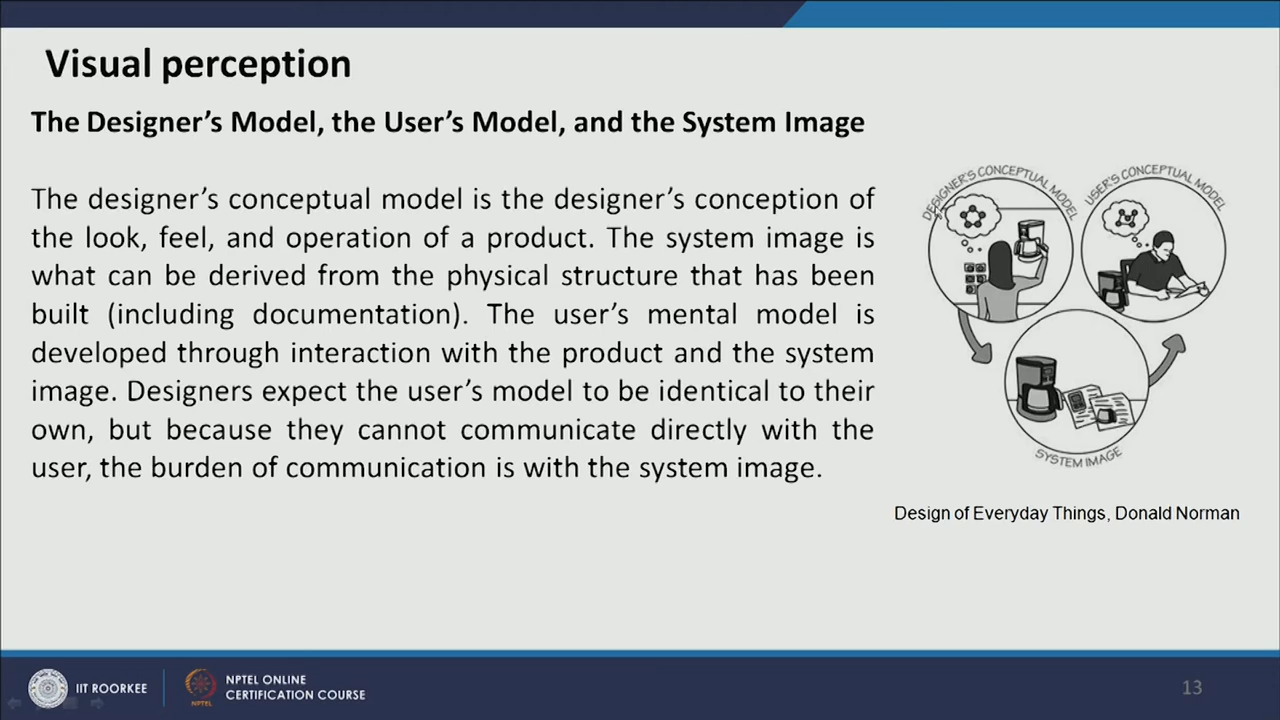 Visual perception
The Designer’s Model, the User’s Model, and the System Image
The designer’s conceptual model is the designer’s conception of
the look, feel, and operation of a product. The system image is
what can be derived from the physical structure that has been
built (including documentation). The user’s mental model is
developed through interaction with the product and the system
image. Designers expect the user’s model to be identical to their
own, but because they cannot communicate directly with the
user, the burden of communication is with the system image.
DESIGNER'S CONCEPTUAL MODEL
USER'S CONCEPTUAL MODEL
SYSTEM IMAGE
Design of Everyday Things, Donald Norman
IIT ROORKEE
NPTEL
NPTEL ONLINE
CERTIFICATION COURSE
13